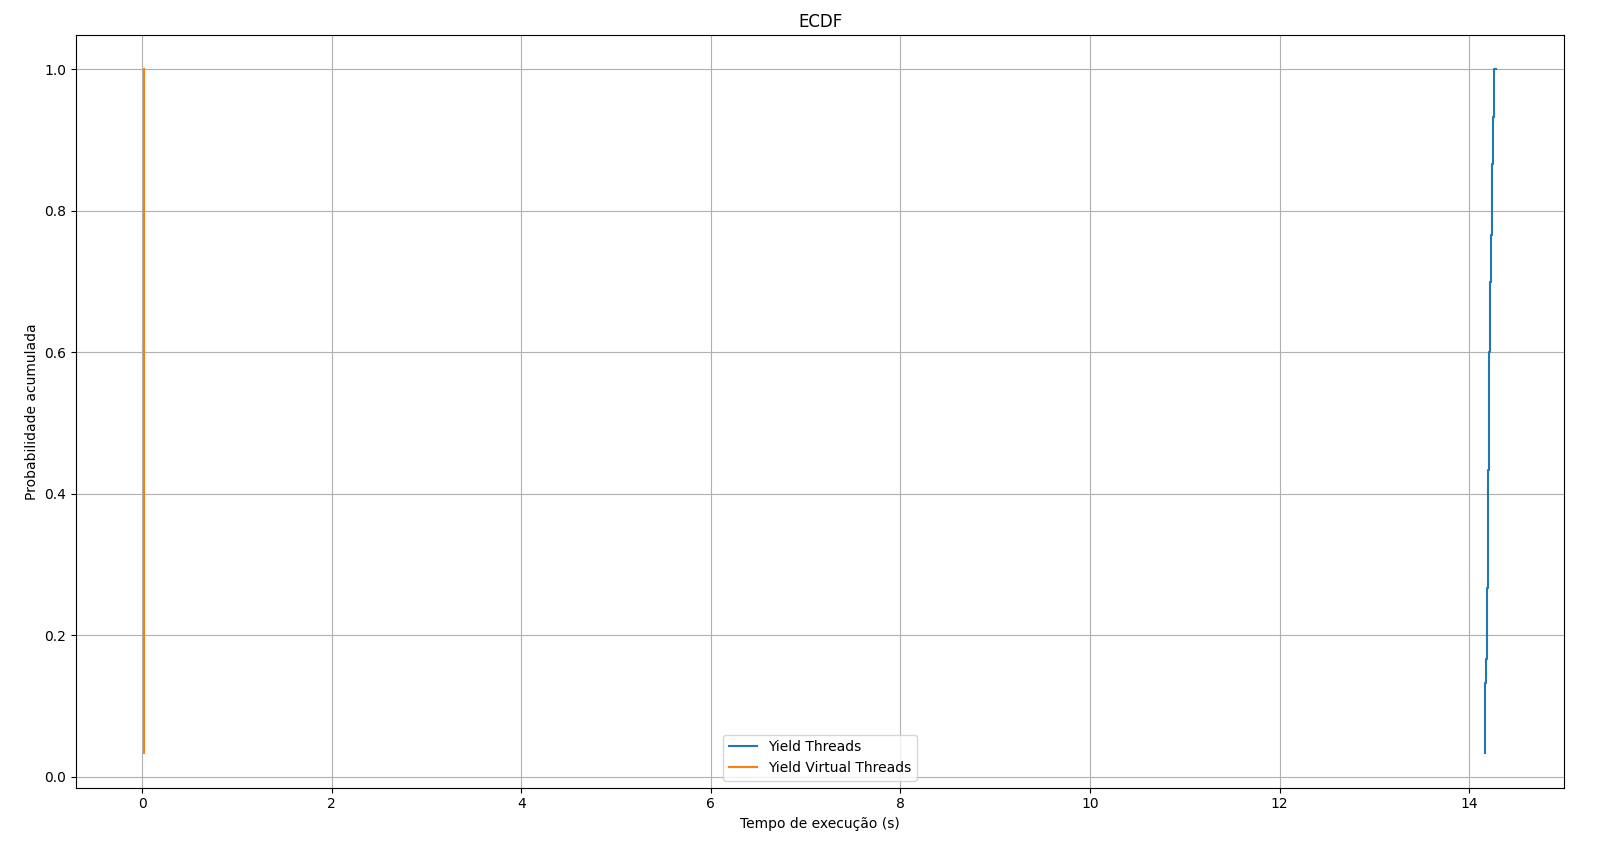 ECDF
Probabilidade acumulada
1.0
0.8
0.6
0.4
0.2
0.0
Yield Threads
Yield Virtual Threads
0 2 4 6 8 10 12 14
Tempo de execução (s)